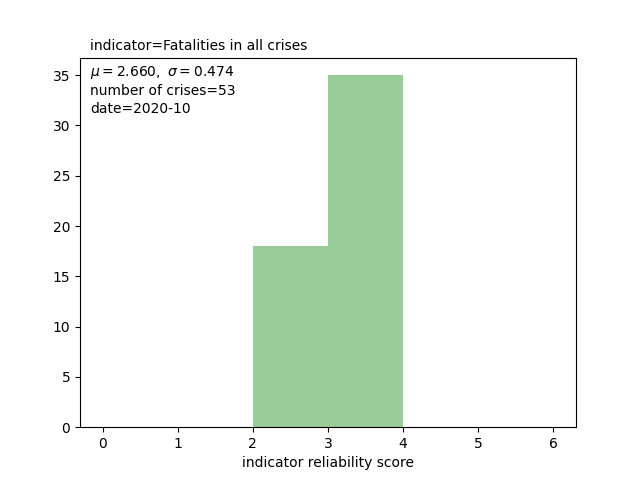 indicator=Fatalities in all crises
μ = 2.660, σ = 0.474
number of crises=53
date=2020-10
35
30
25
20
15
10
5
0
0 1 2 3 4 5 6
indicator reliability score